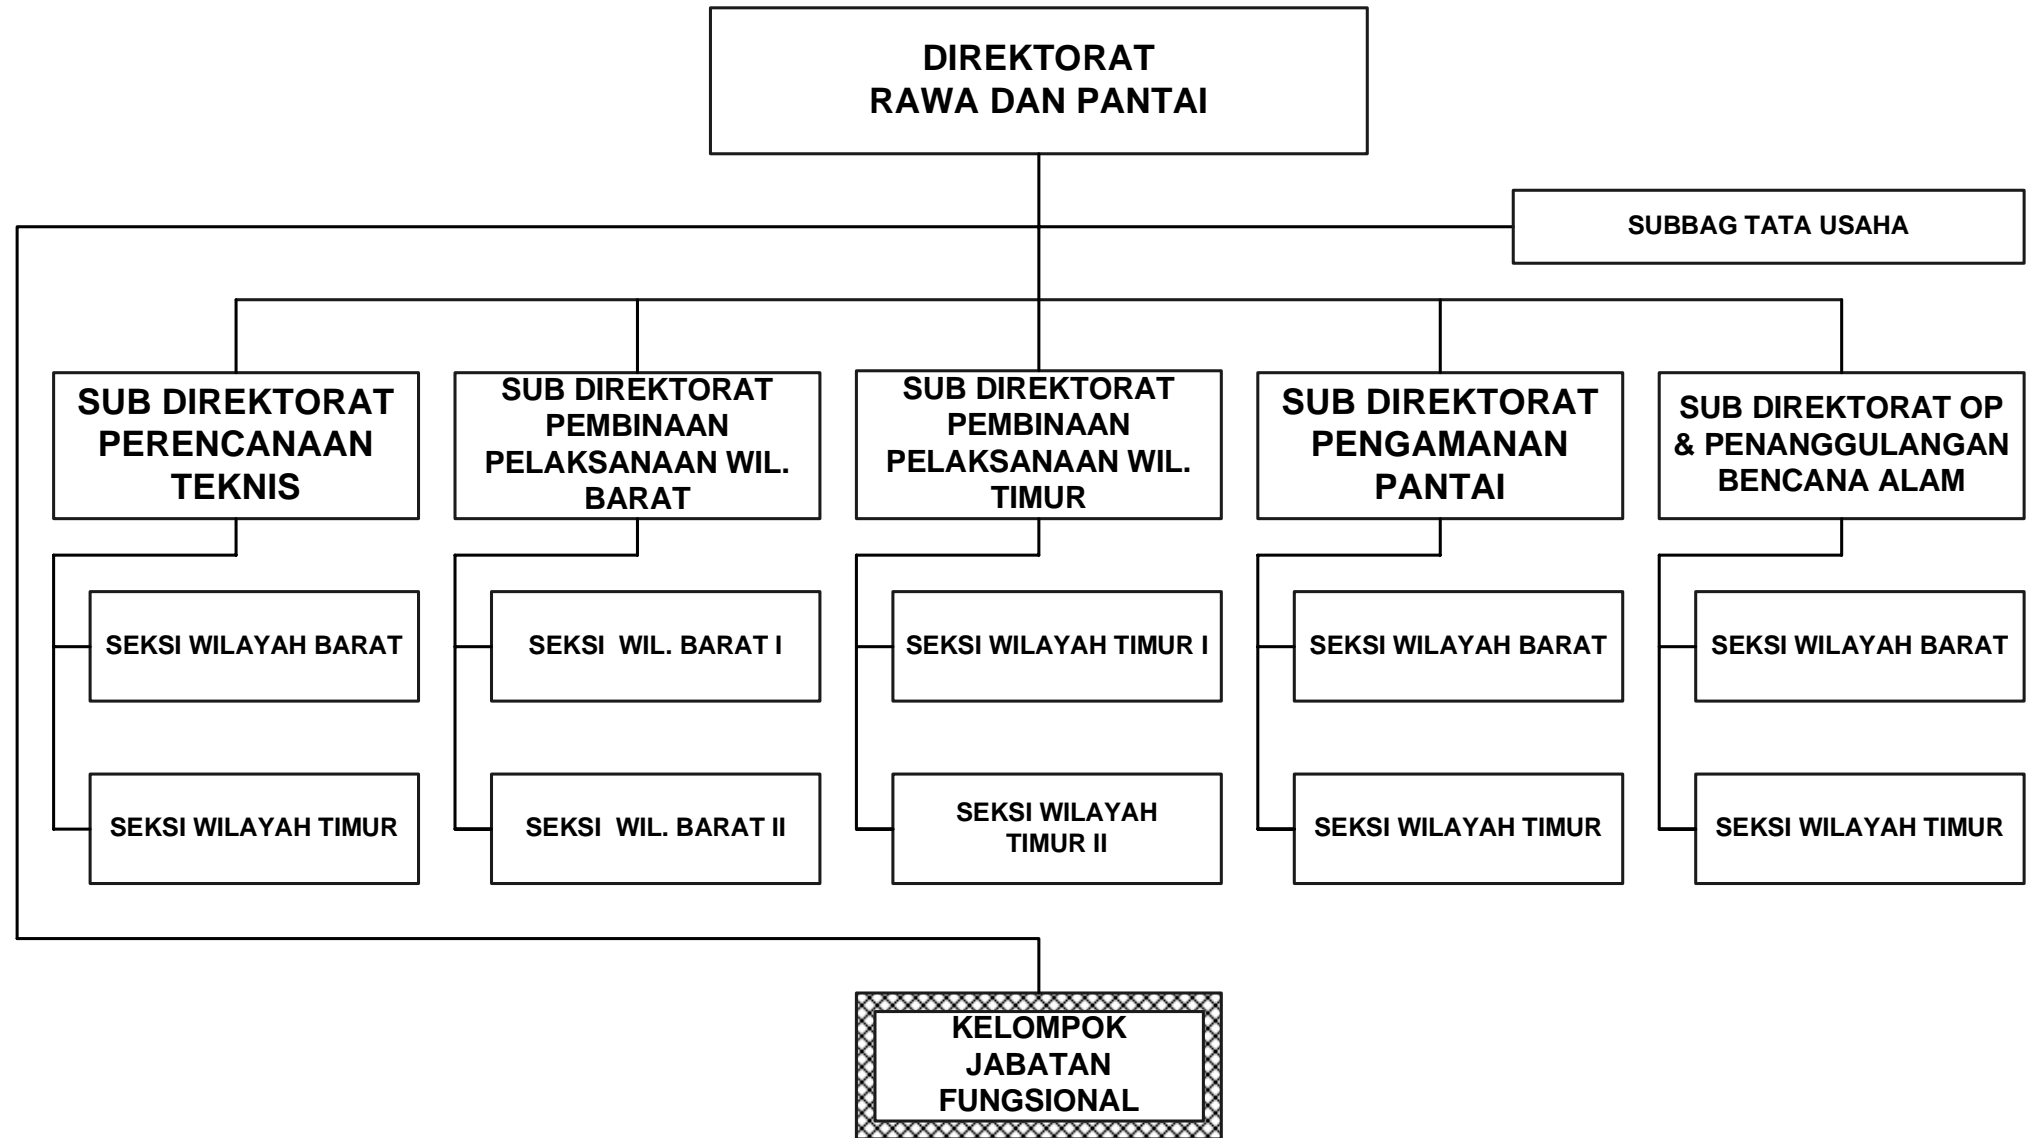 DIREKTORAT
RAWA DAN PANTAI
SUBBAG TATA USAHA
SUB DIREKTORAT
PERENCANAAN
TEKNIS
SUB DIREKTORAT
PEMBINAAN
PELAKSANAAN WIL.
BARAT
SUB DIREKTORAT
PEMBINAAN
PELAKSANAAN WIL.
TIMUR
SUB DIREKTORAT
PENGAMANAN
PANTAI
SUB DIREKTORAT OP
& PENANGGULANGAN
BENCANA ALAM
SEKSI WILAYAH BARAT
SEKSI WIL. BARAT I
SEKSI WILAYAH TIMUR I
SEKSI WILAYAH BARAT
SEKSI WILAYAH BARAT
SEKSI WILAYAH TIMUR
SEKSI WIL. BARAT II
SEKSI WILAYAH
TIMUR II
SEKSI WILAYAH TIMUR
SEKSI WILAYAH TIMUR
KELOMPOK
JABATAN
FUNGSIONAL